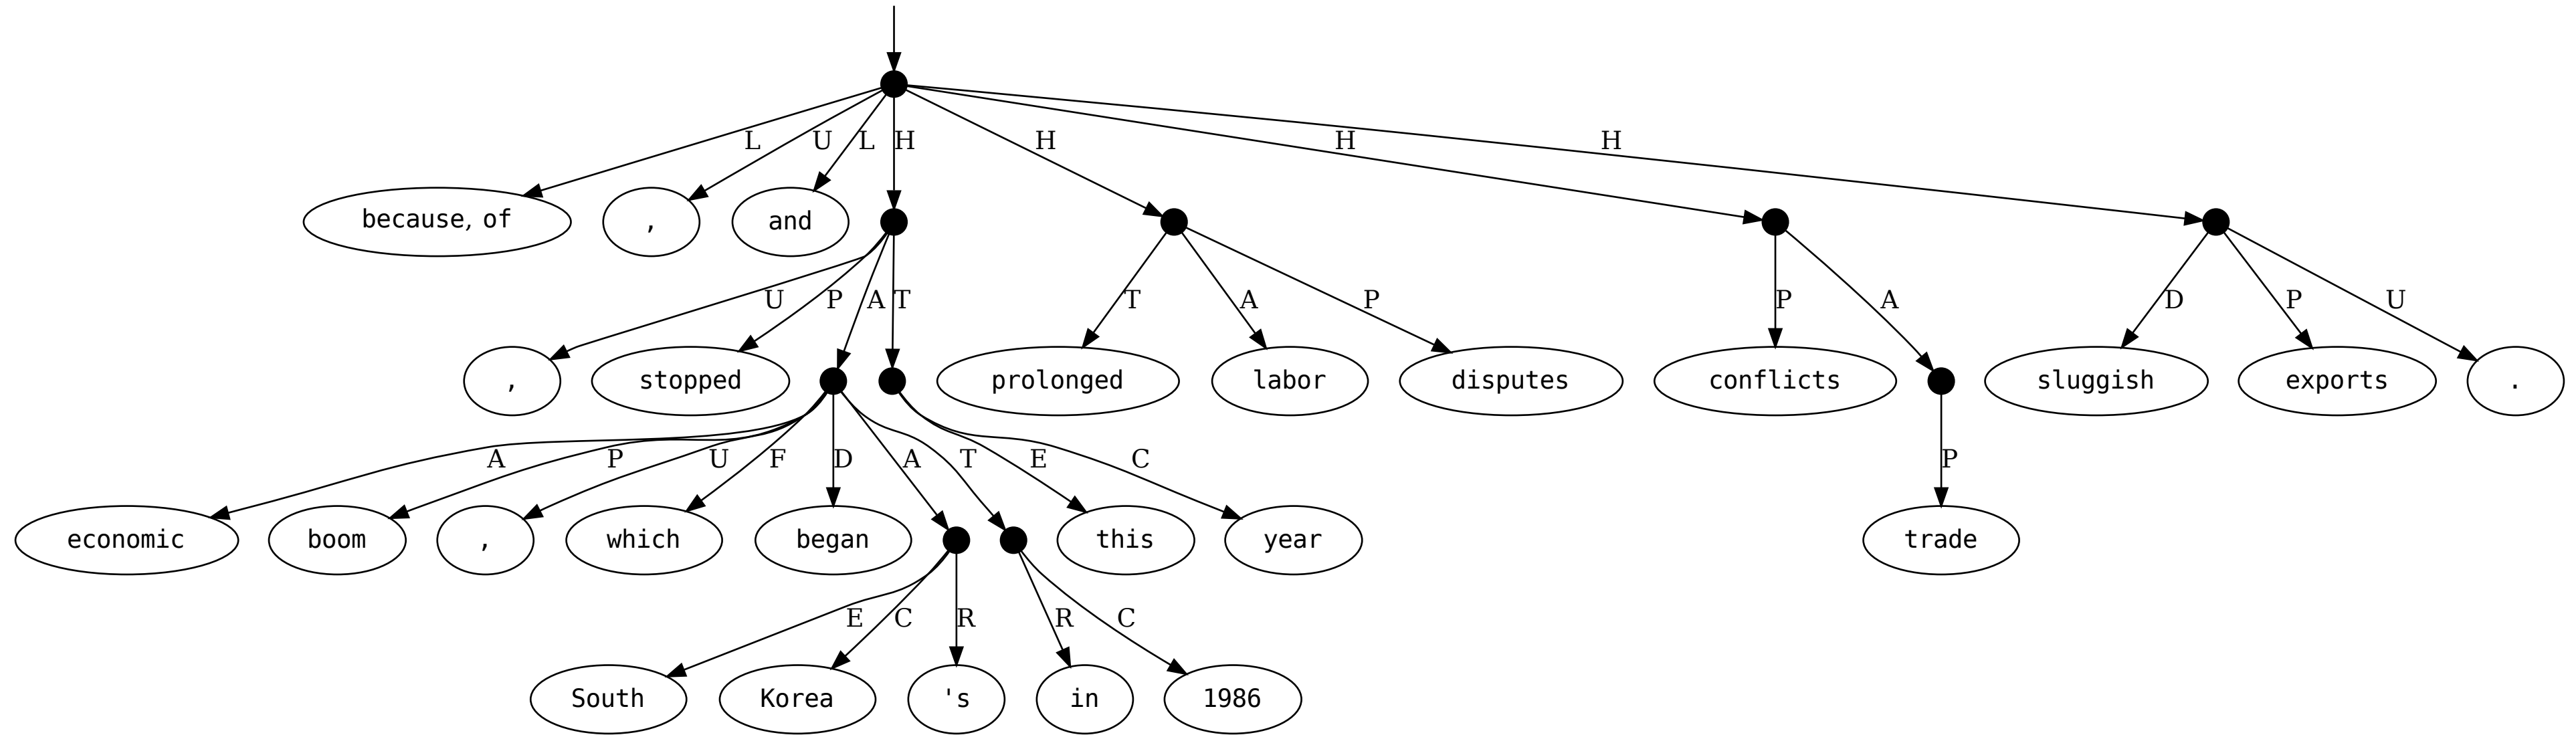 L U L H H H H
because, of , and
U P A T T A P P A D P U
, stopped prolonged labor disputes conflicts sluggish exports .
A P U F D A T E C P
economic boom , which began this year trade
E C R R C
South Korea 's in 1986